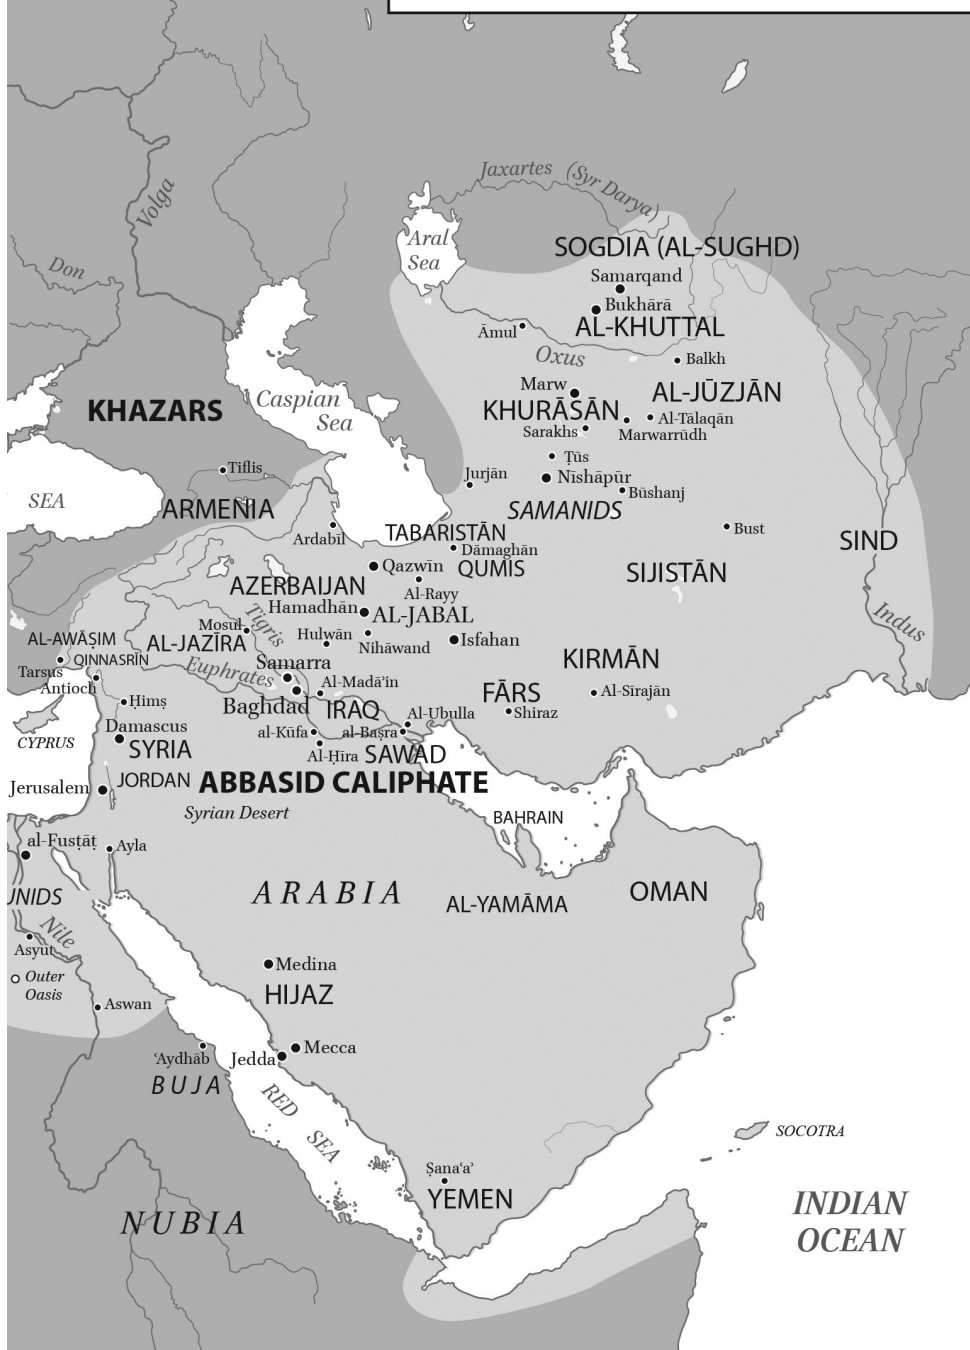 Jaxartes (Syr Darya)
Volga
Aral
Sea
SOGDIA (AL-SUGHD)
Don
Samarqand
Bukhārā
Āmul
AL-KHUTTAL
Oxus
Balkh
Marw
AL-JŪZJĀN
Caspian
Sea
KHAZARS
KHURĀSĀN
Al-Tālaqān
Sarakhs
Marwarrūdh
Ṭūs
Tiflis
Jurjān
Nīshāpūr
Būshanj
SEA
ARMENIA
SAMANIDS
Ardabīl
TABARISTĀN
Bust
SIND
Dāmaghān
Qazwīn
QUMIS
AZERBAIJAN
Al-Rayy
SIJISTĀN
Hamadhān
AL-JABAL
Indus
Mosul
Tigris
AL-AWĀṢIM
AL-JAZĪRA
Hulwān
Nihāwand
Isfahan
QINNASRĪN
Tarsus
Euphrates
Samarra
KIRMĀN
Antioch
Al-Madā’in
FĀRS
Al-Sīrajān
Ḥimṣ
Baghdad
IRAQ
Al-Ubulla
Shiraz
Damascus
al-Kūfa
al-Baṣra
CYPRUS
SYRIA
Al-Ḥīra
SAWAD
Jerusalem
JORDAN
ABBASID CALIPHATE
Syrian Desert
BAHRAIN
al-Fusṭāṭ
Ayla
UNIDS
ARABIA
AL-YAMĀMA
OMAN
Nile
Asyut
Medina
Outer
Oasis
HIJAZ
Aswan
‘Aydhāb
Jedda
Mecca
BUJA
RED
SEA
SOCOTRA
Ṣana‘a’
YEMEN
NUBIA
INDIAN
OCEAN